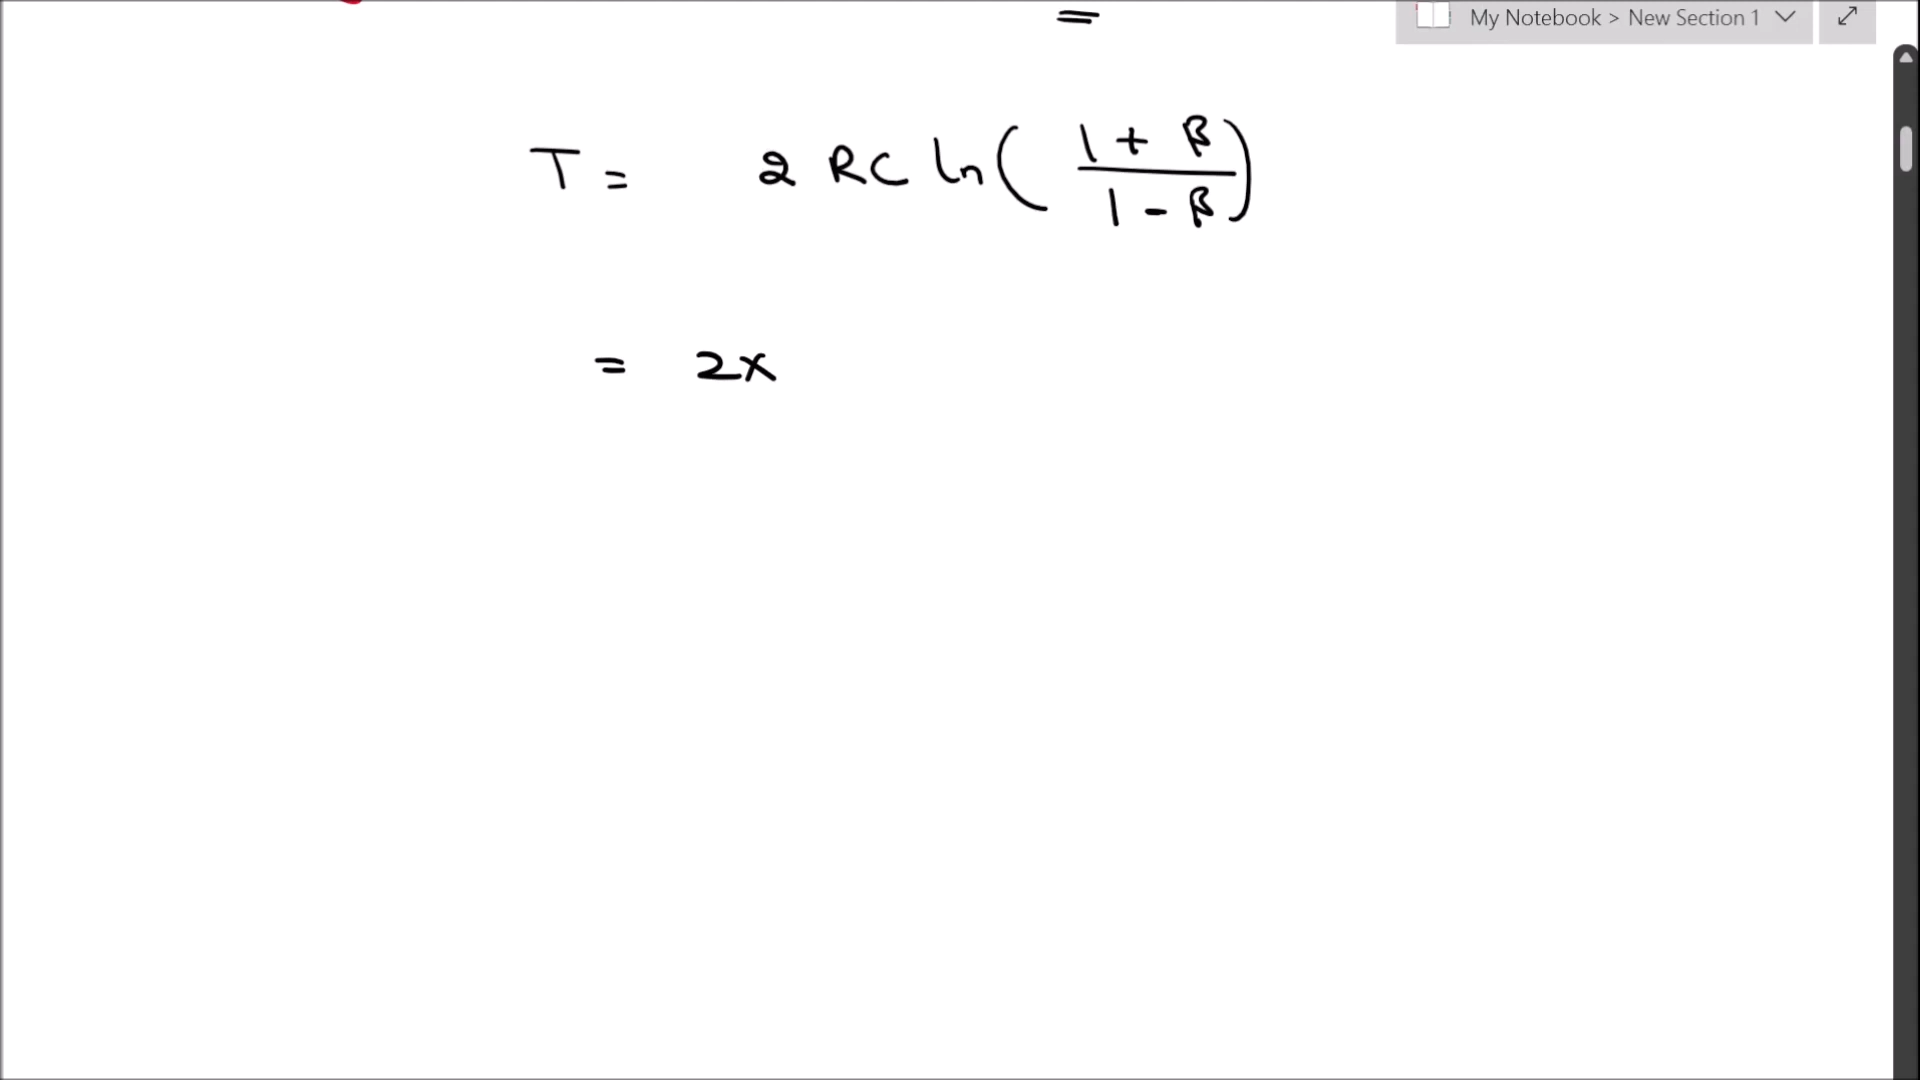 =
My Notebook > New Section 1
T = 2 RC ln( 1 + β / 1 - β )
= 2x